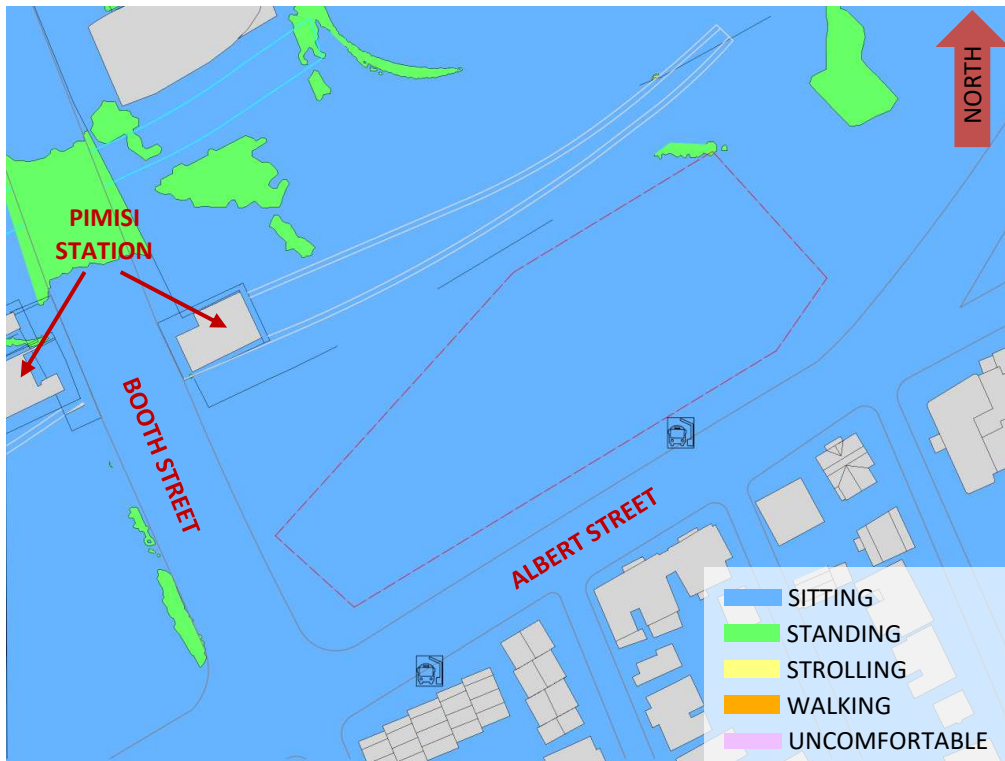 NORTH
PIMISI
STATION
BOOTH STREET
ALBERT STREET
SITTING
STANDING
STROLLING
WALKING
UNCOMFORTABLE